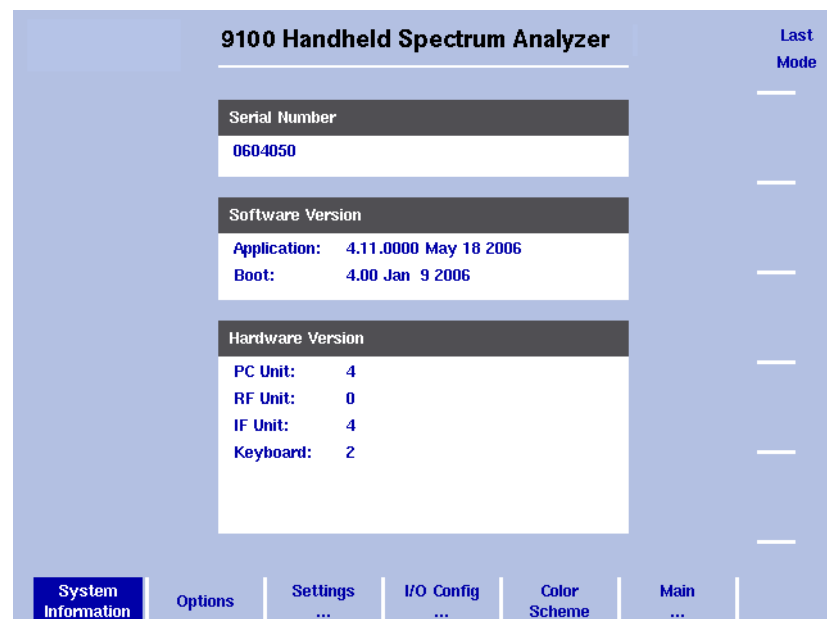 9100 Handheld Spectrum Analyzer
Last
Mode
Serial Number
0604050
Software Version
Application: 4.11.0000 May 18 2006
Boot: 4.00 Jan 9 2006
Hardware Version
PC Unit: 4
RF Unit: 0
IF Unit: 4
Keyboard: 2
System
Information
Options
Settings
...
I/O Config
...
Color
Scheme
Main
...